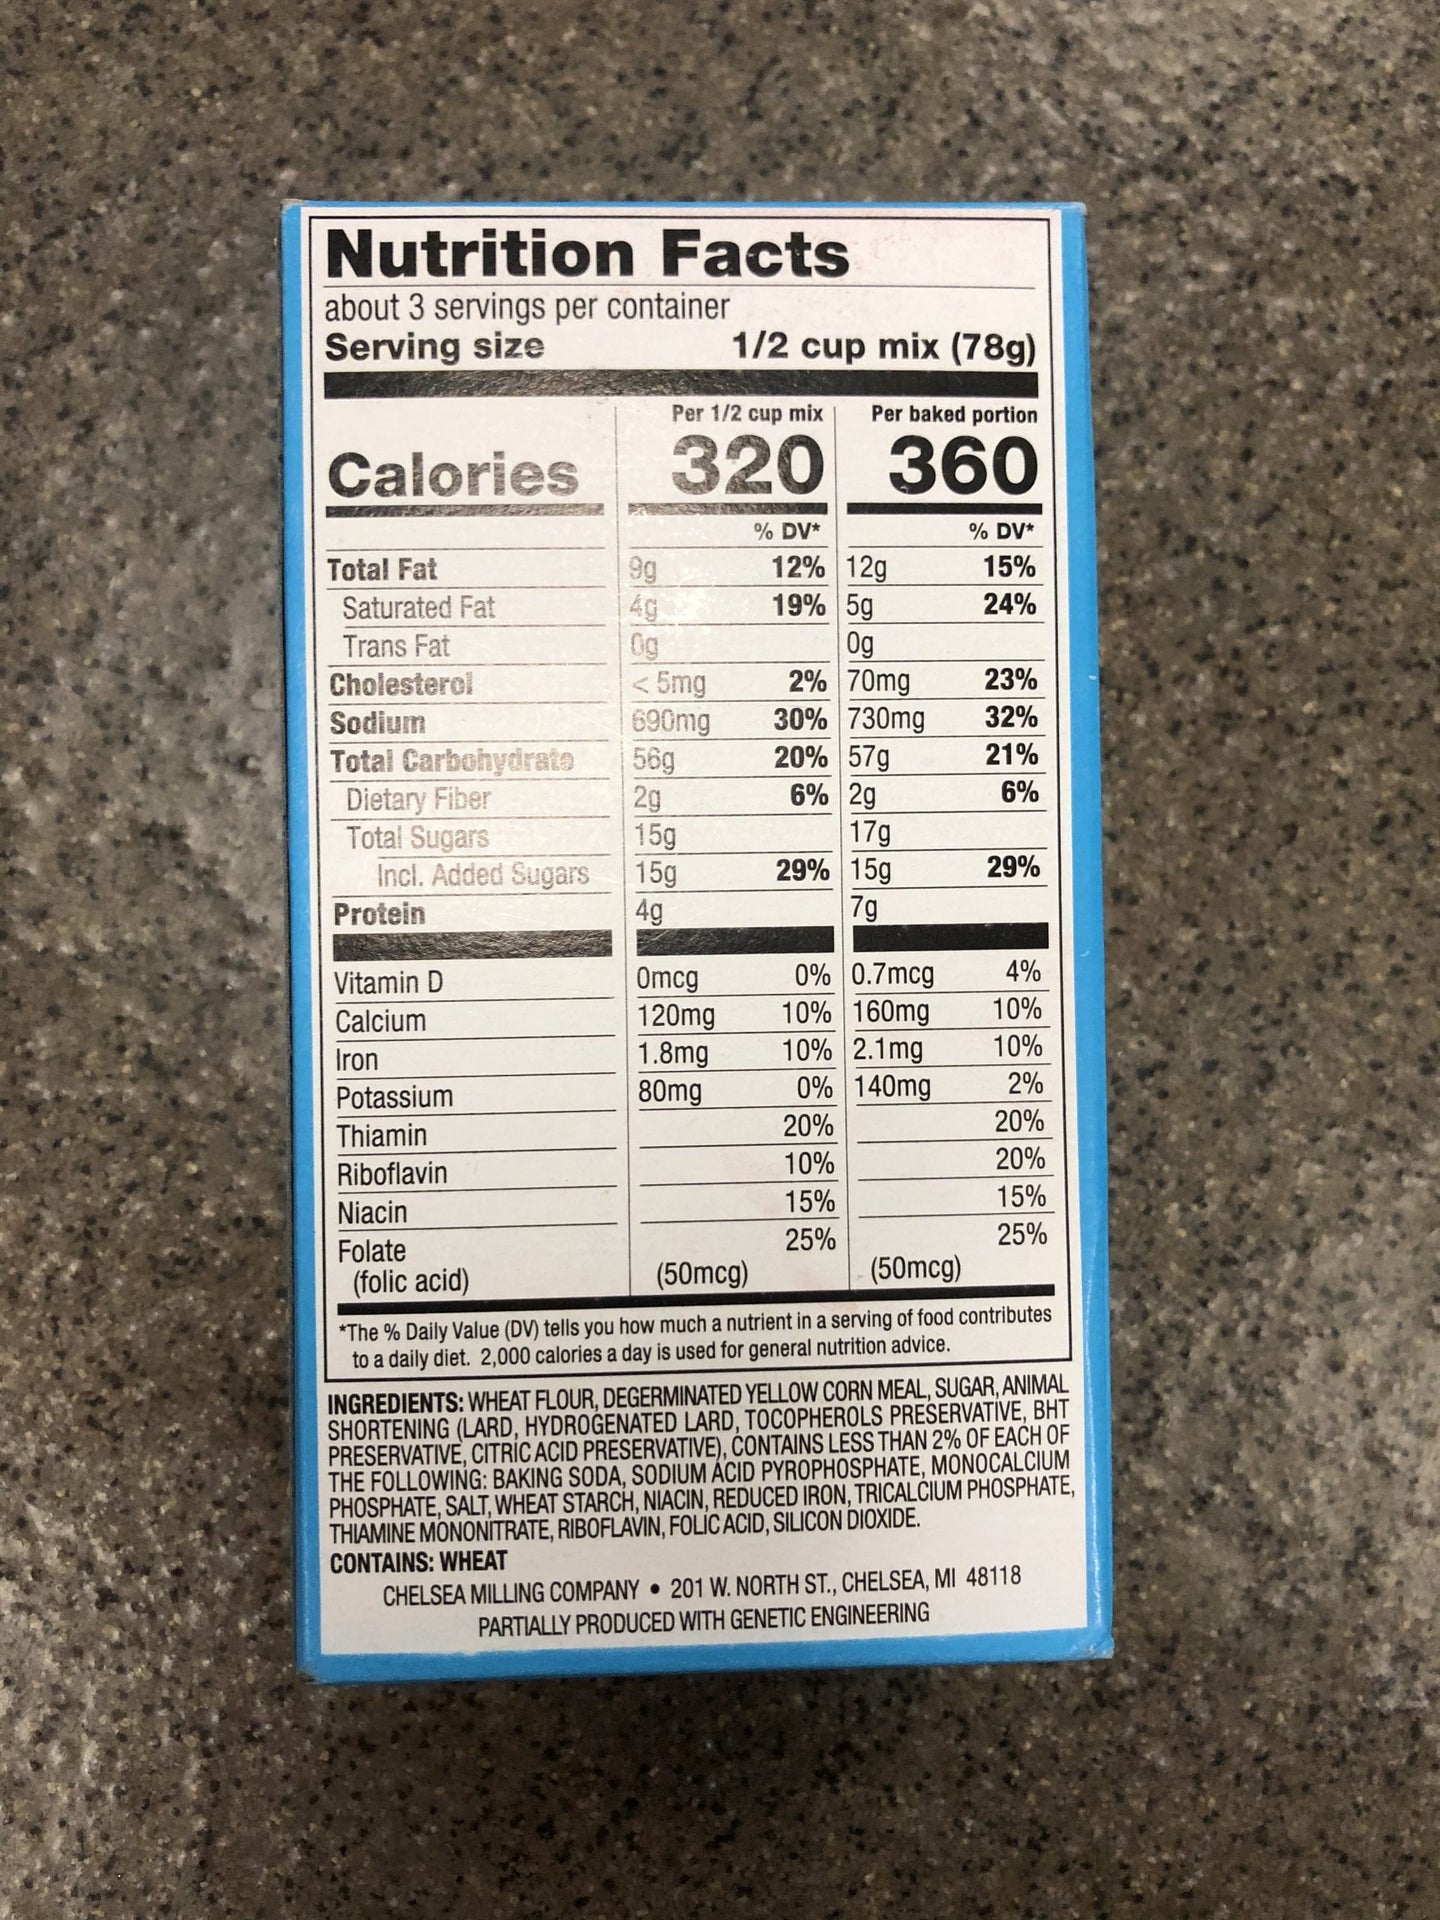 Nutrition Facts
about 3 servings per container
Serving size 1/2 cup mix (78g)
Per 1/2 cup mix Per baked portion
Calories 320 360
% DV* % DV*
Total Fat 9g 12% 12g 15%
Saturated Fat 4g 19% 5g 24%
Trans Fat 0g 0g
Cholesterol < 5mg 2% 70mg 23%
Sodium 690mg 30% 730mg 32%
Total Carbohydrate 56g 20% 57g 21%
Dietary Fiber 2g 6% 2g 6%
Total Sugars 15g 17g
Incl. Added Sugars 15g 29% 15g 29%
Protein 4g 7g
Vitamin D 0mcg 0% 0.7mcg 4%
Calcium 120mg 10% 160mg 10%
Iron 1.8mg 10% 2.1mg 10%
Potassium 80mg 0% 140mg 2%
Thiamin 20% 20%
Riboflavin 10% 20%
Niacin 15% 15%
Folate 25% 25%
(folic acid) (50mcg) (50mcg)
*The % Daily Value (DV) tells you how much a nutrient in a serving of food contributes
to a daily diet. 2,000 calories a day is used for general nutrition advice.
INGREDIENTS: WHEAT FLOUR, DEGERMINATED YELLOW CORN MEAL, SUGAR, ANIMAL
SHORTENING (LARD, HYDROGENATED LARD, TOCOPHEROLS PRESERVATIVE, BHT
PRESERVATIVE, CITRIC ACID PRESERVATIVE), CONTAINS LESS THAN 2% OF EACH OF
THE FOLLOWING: BAKING SODA, SODIUM ACID PYROPHOSPHATE, MONOCALCIUM
PHOSPHATE, SALT, WHEAT STARCH, NIACIN, REDUCED IRON, TRICALCIUM PHOSPHATE,
THIAMINE MONONITRATE, RIBOFLAVIN, FOLIC ACID, SILICON DIOXIDE.
CONTAINS: WHEAT
CHELSEA MILLING COMPANY • 201 W. NORTH ST., CHELSEA, MI 48118
PARTIALLY PRODUCED WITH GENETIC ENGINEERING